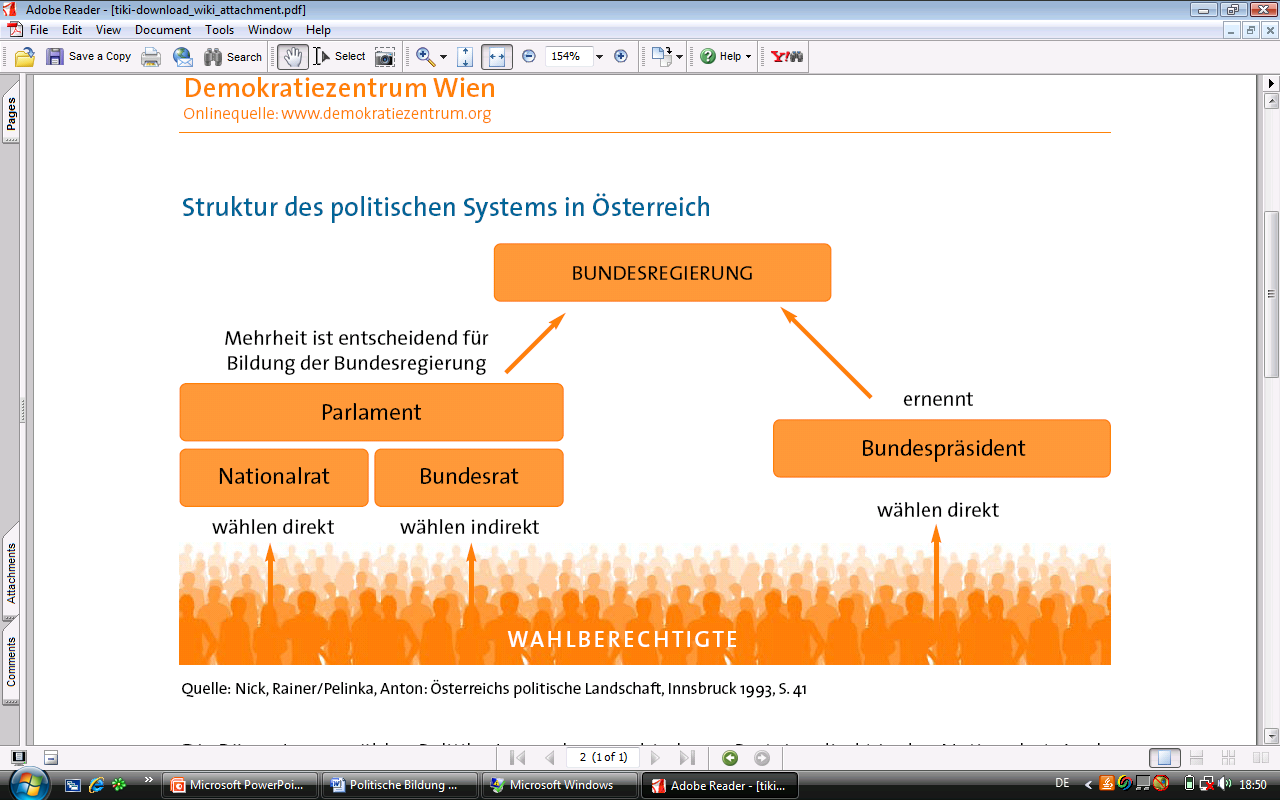 Adobe Reader - [tiki-download_wiki_attachment.pdf]
File Edit View Document Tools Window Help
Save a Copy Search Select 154% Help Y!
Pages
Attachments
Comments
Demokratiezentrum Wien
Onlinequelle: www.demokratiezentrum.org
Struktur des politischen Systems in Österreich
BUNDESREGIERUNG
Mehrheit ist entscheidend für
Bildung der Bundesregierung
ernennt
Parlament
Bundespräsident
Nationalrat Bundesrat
wählen direkt wählen indirekt wählen direkt
WAHLBERECHTIGTE
Quelle: Nick, Rainer/Pelinka, Anton: Österreichs politische Landschaft, Innsbruck 1993, S. 41
2 (1 of 1)
Microsoft PowerPoi... Politische Bildung ... Microsoft Windows Adobe Reader - [tiki... DE 18:50